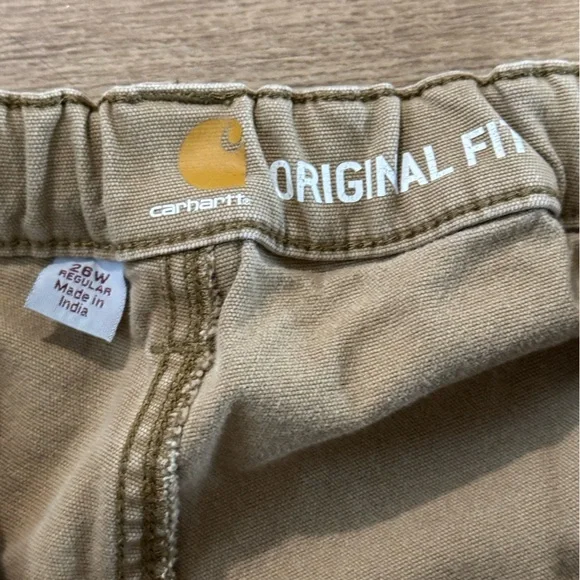 carhartt
ORIGINAL FIT
26W
REGULAR
Made in
India